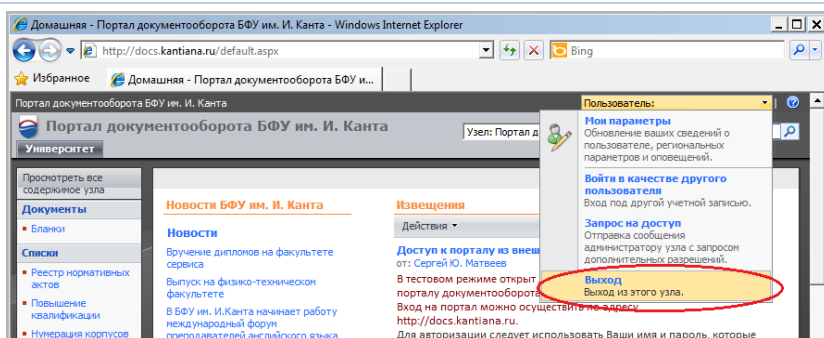 Домашняя - Портал документооборота БФУ им. И. Канта - Windows Internet Explorer
http://docs.kantiana.ru/default.aspx
Bing
Избранное
Домашняя - Портал документооборота БФУ и...
Портал документооборота БФУ им. И. Канта
Пользователь:
Портал документооборота БФУ им. И. Канта
Узел: Портал д
Университет
Мои параметры
Обновление ваших сведений о
пользователе, региональных
параметров и оповещений.
Войти в качестве другого
пользователя
Вход под другой учетной записью.
Запрос на доступ
Отправка сообщения
администратору узла с запросом
дополнительных разрешений.
Выход
Выход из этого узла.
Просмотреть все
содержимое узла
Документы
Бланки
Списки
Реестр нормативных
актов
Повышение
квалификации
Нумерация корпусов
Новости БФУ им. И. Канта
Новости
Вручение дипломов на факультете
сервиса
Выпуск на физико-техническом
факультете
В БФУ им. И.Канта начинает работу
международный форум
преподавателей английского языка
Извещения
Действия
Доступ к порталу из внеш
от: Сергей Ю. Матвеев
В тестовом режиме открыт
порталу документооборота
Вход на портал можно осуществить по адресу
http://docs.kantiana.ru.
Для авторизации следует использовать Ваши имя и пароль, которые